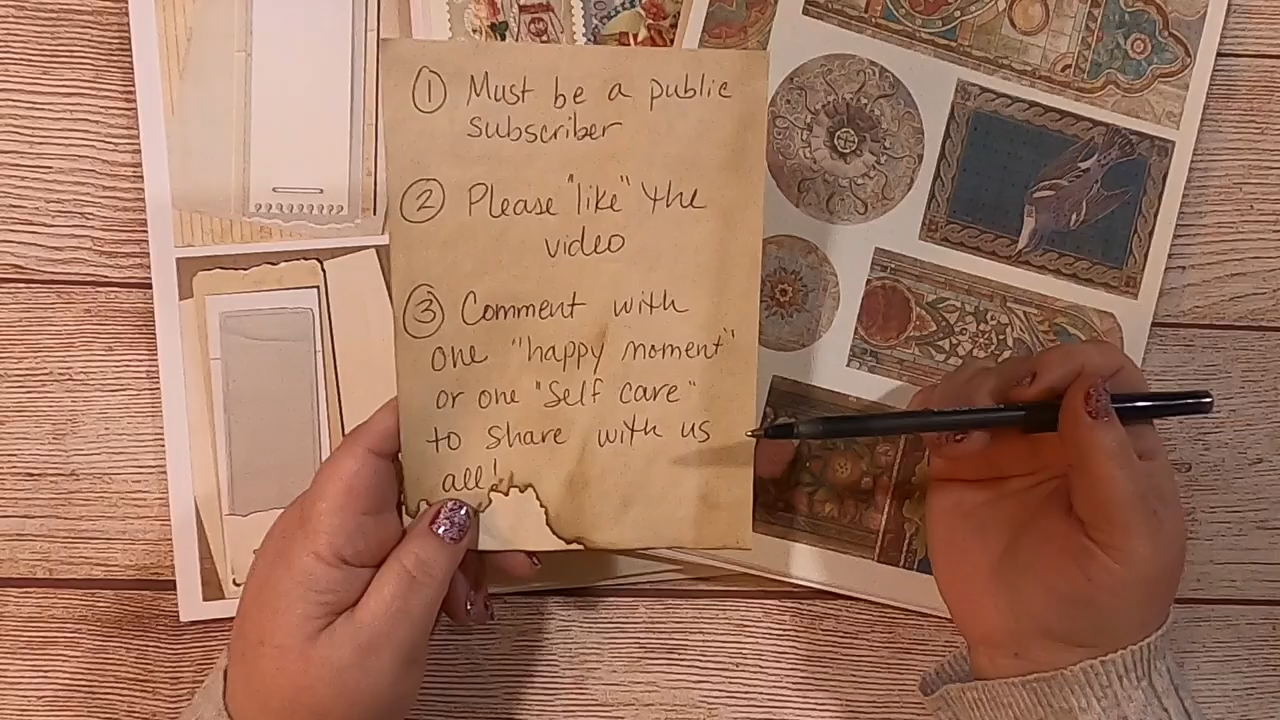 ① Must be a public
subscriber
② Please "like" the
video
③ Comment with
one "happy moment"
or one "Self care"
to share with us
all!